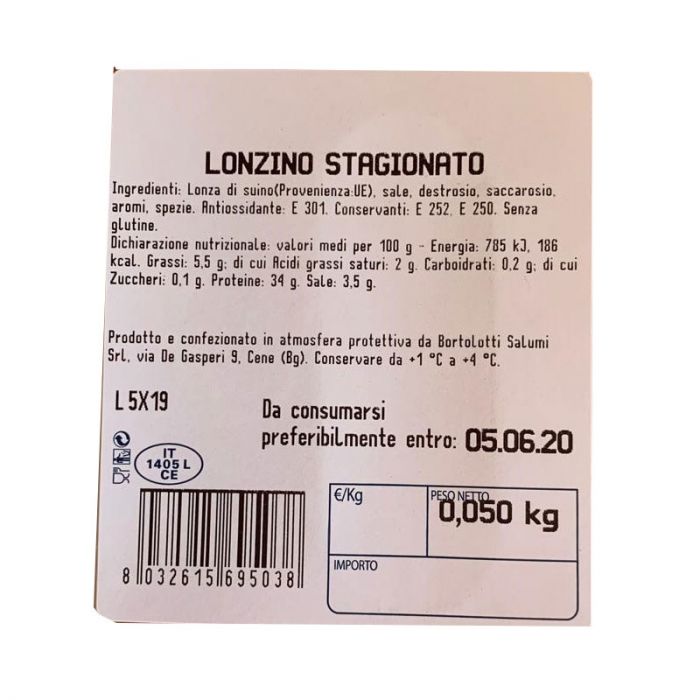 LONZINO STAGIONATO
Ingredienti: Lonza di suino(Provenienza:UE), sale, destrosio, saccarosio,
aromi, spezie. Antiossidante: E 301. Conservanti: E 252, E 250. Senza
glutine.
Dichiarazione nutrizionale: valori medi per 100 g - Energia: 785 kJ, 186
kcal. Grassi: 5,5 g; di cui Acidi grassi saturi: 2 g. Carboidrati: 0,2 g; di cui
Zuccheri: 0,1 g. Proteine: 34 g. Sale: 3,5 g.
Prodotto e confezionato in atmosfera protettiva da Bortolotti Salumi
Srl, via De Gasperi 9, Cene (Bg). Conservare da +1 °C a +4 °C.
L 5X19
Da consumarsi
preferibilmente entro: 05.06.20
IT
1405 L
CE
€/Kg
PESO NETTO
0,050 kg
IMPORTO
8 032615 695038